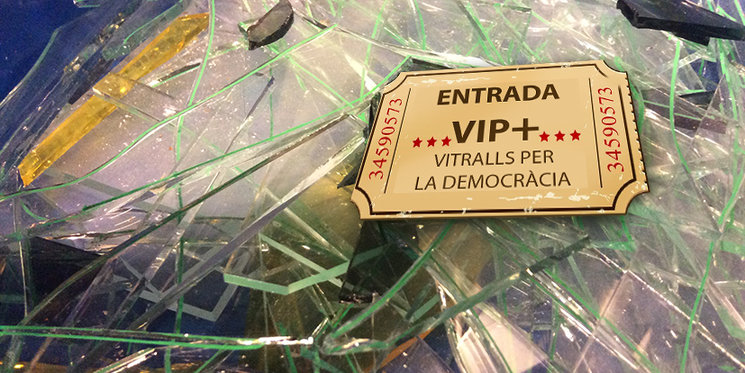 ENTRADA
★★★VIP+★★★
VITRALLS PER
LA DEMOCRÀCIA
34590573
34590573